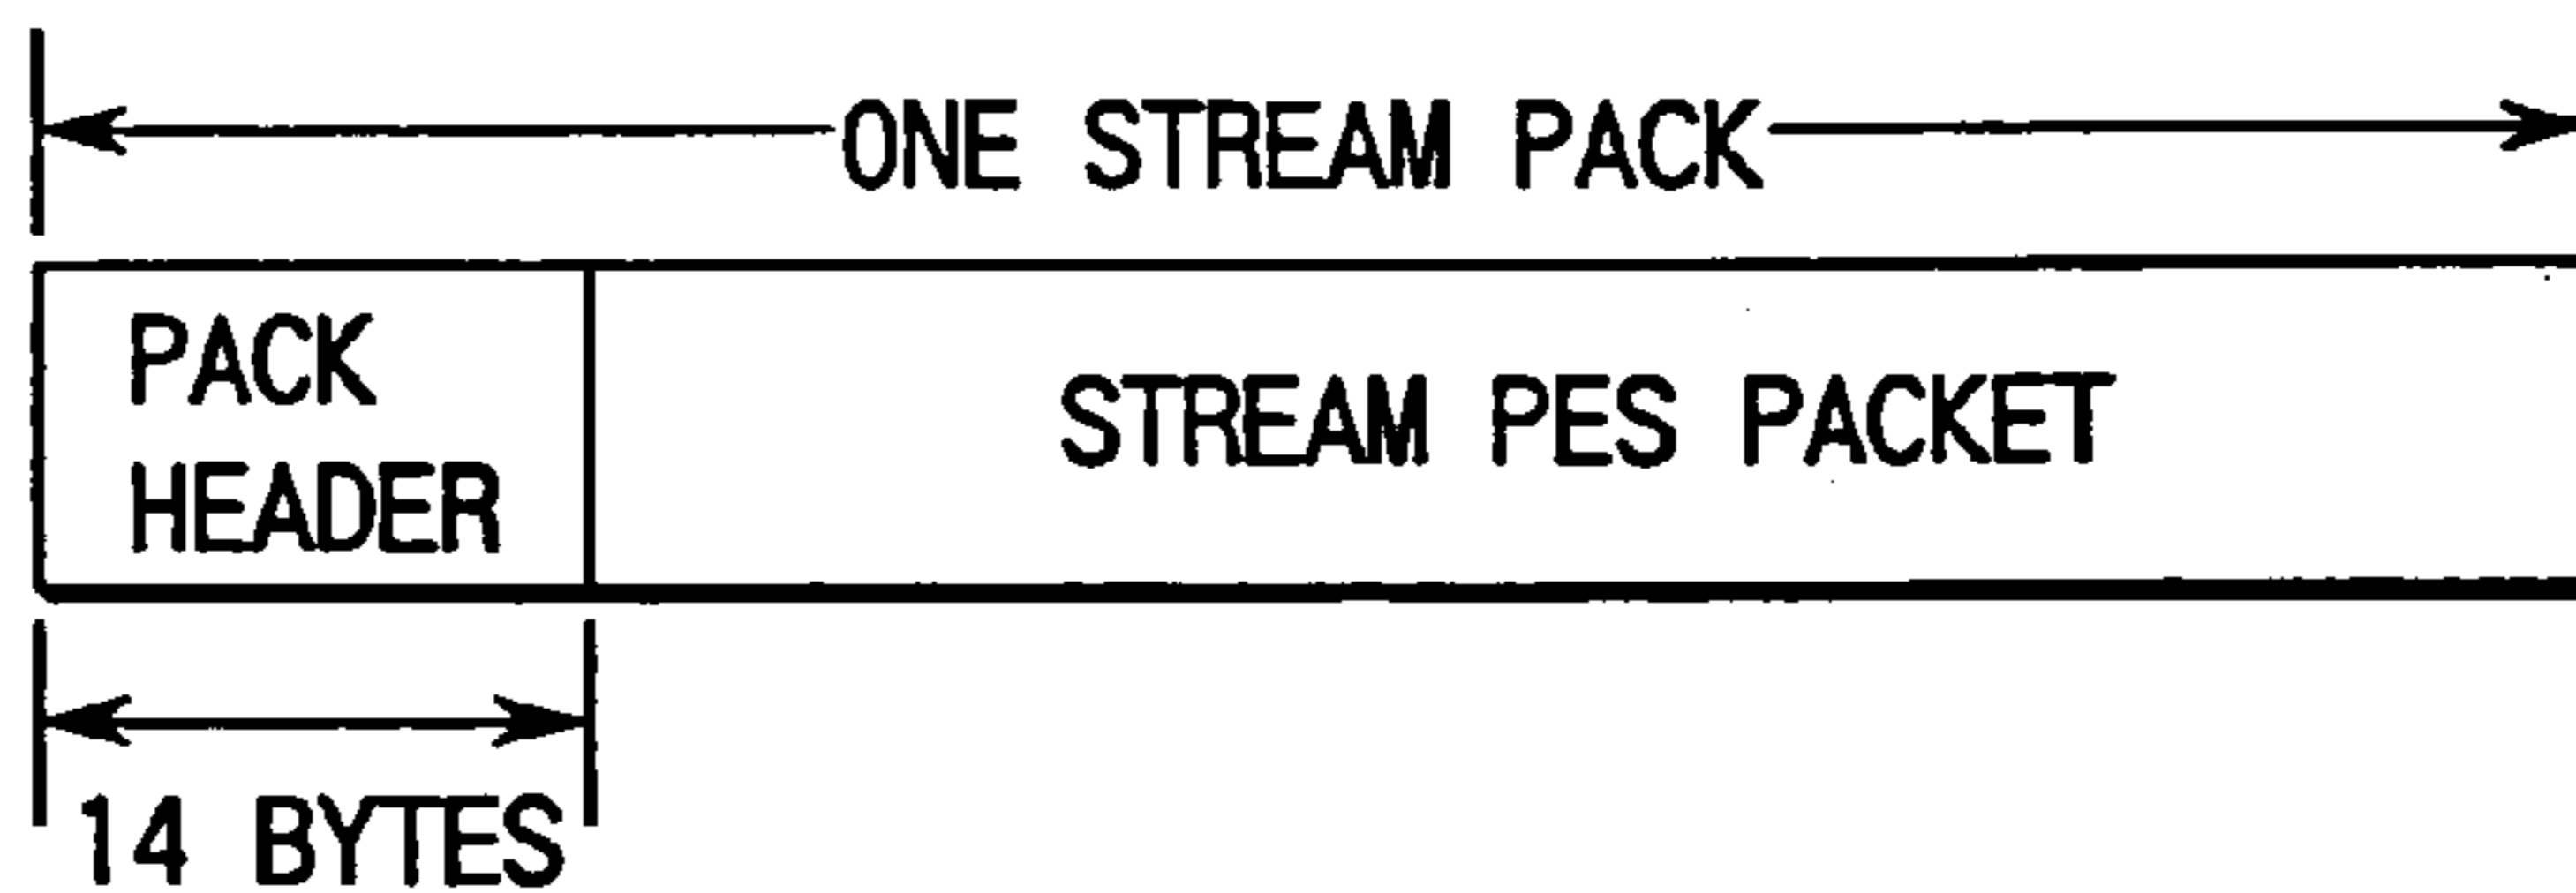 ONE STREAM PACK
PACK
HEADER
STREAM PES PACKET
14 BYTES